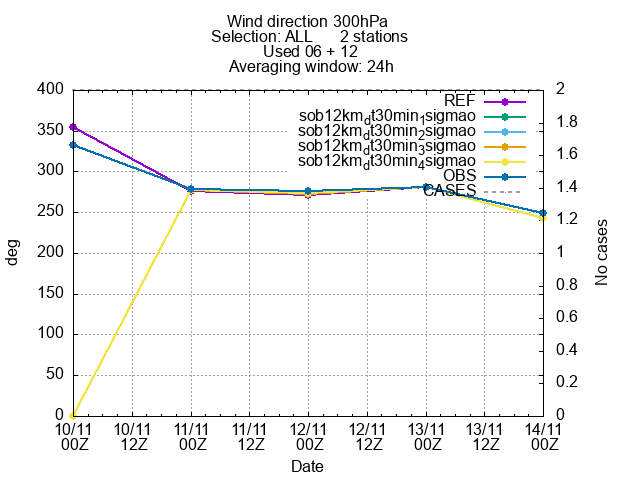 Wind direction 300hPa
Selection: ALL 2 stations
Used 06 + 12
Averaging window: 24h
400
350
300
250
200
150
100
50
0
deg
2
1.8
1.6
1.4
1.2
1
0.8
0.6
0.4
0.2
0
No cases
REF
sob12km_dt30min_1sigmao
sob12km_dt30min_2sigmao
sob12km_dt30min_3sigmao
sob12km_dt30min_4sigmao
OBS
CASES
10/11 10/11 11/11 11/11 12/11 12/11 13/11 13/11 14/11
00Z 12Z 00Z 12Z 00Z 12Z 00Z 12Z 00Z
Date